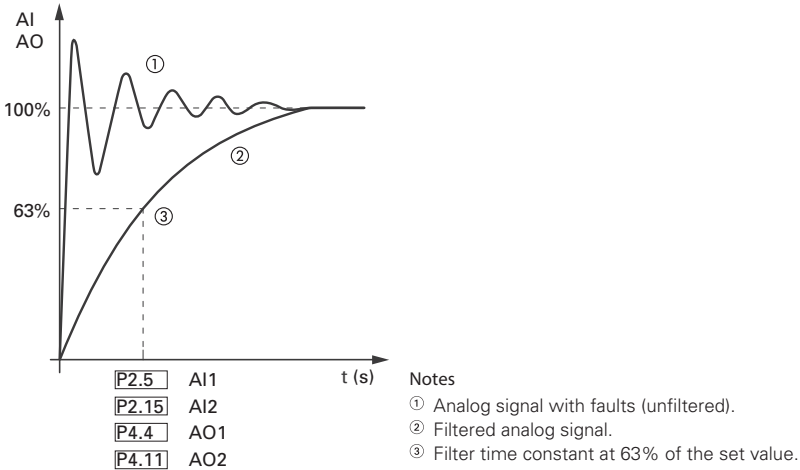 AI
AO
①
100%
②
63%
③
t (s)
P2.5 AI1
P2.15 AI2
P4.4 AO1
P4.11 AO2
Notes
① Analog signal with faults (unfiltered).
② Filtered analog signal.
③ Filter time constant at 63% of the set value.